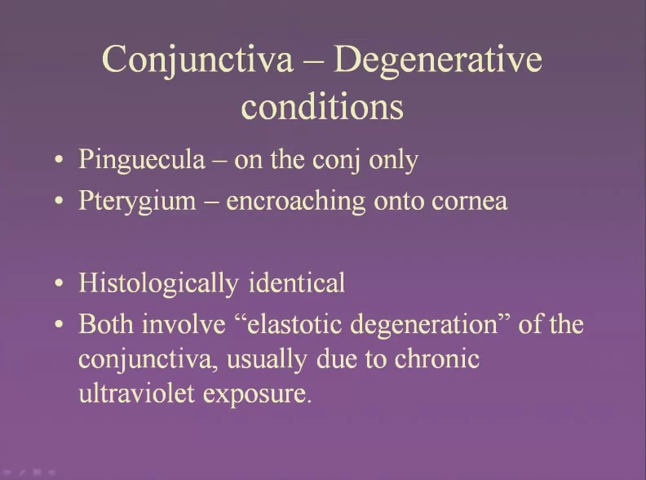 Conjunctiva – Degenerative
conditions
• Pinguecula – on the conj only
• Pterygium – encroaching onto cornea
• Histologically identical
• Both involve “elastotic degeneration” of the
conjunctiva, usually due to chronic
ultraviolet exposure.